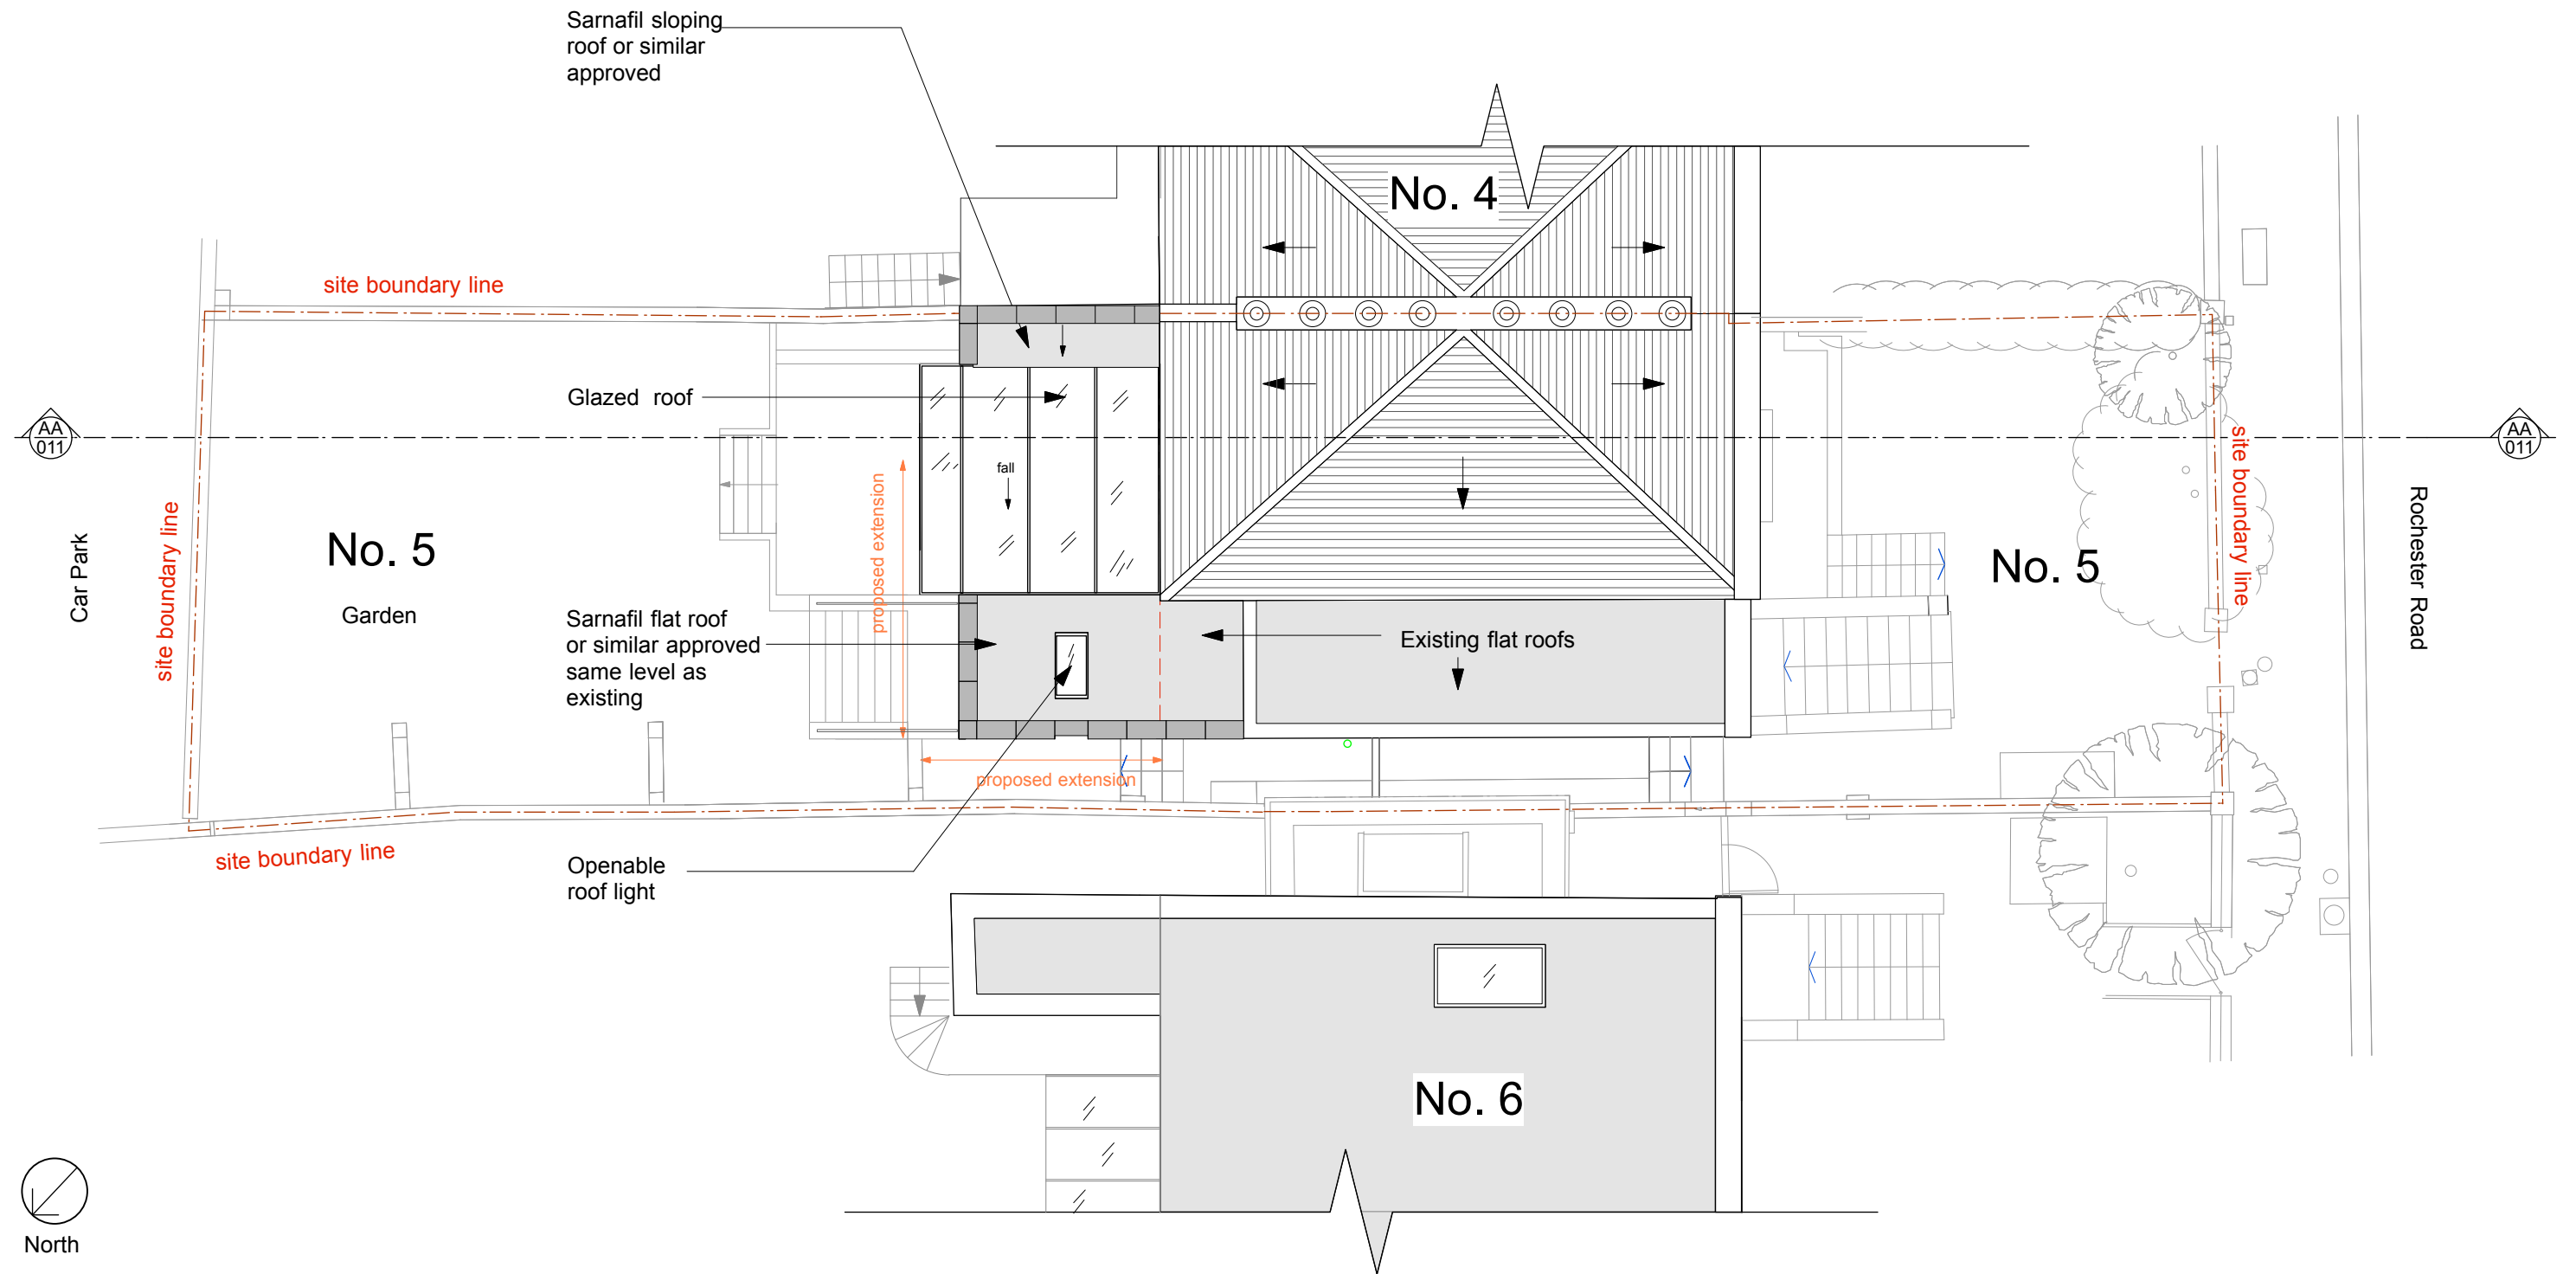 Sarnafil sloping
roof or similar
approved
No. 4
site boundary line
Glazed roof
AA
011
AA
011
fall
proposed extension
site boundary line
site boundary line
Car Park
No. 5
Garden
No. 5
Rochester Road
Sarnafil flat roof
or similar approved
same level as
existing
Existing flat roofs
proposed extension
site boundary line
Openable
roof light
No. 6
North